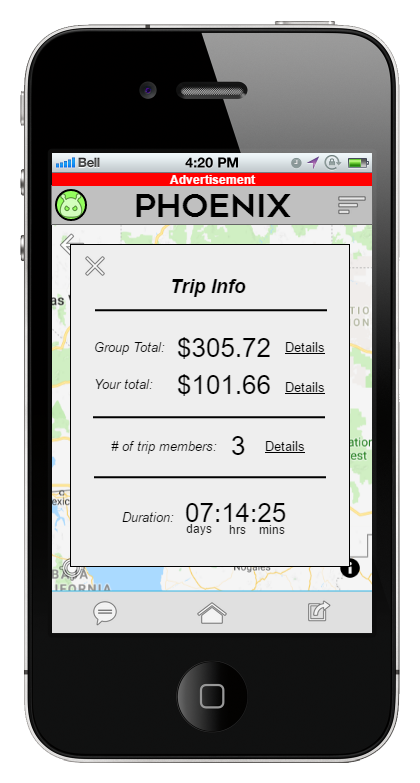 Bell 4:20 PM
Advertisement
PHOENIX
as V
Trip Info
Group Total: $305.72 Details
Your total: $101.66 Details
# of trip members: 3 Details
Duration: 07:14:25
days hrs mins
Nogales